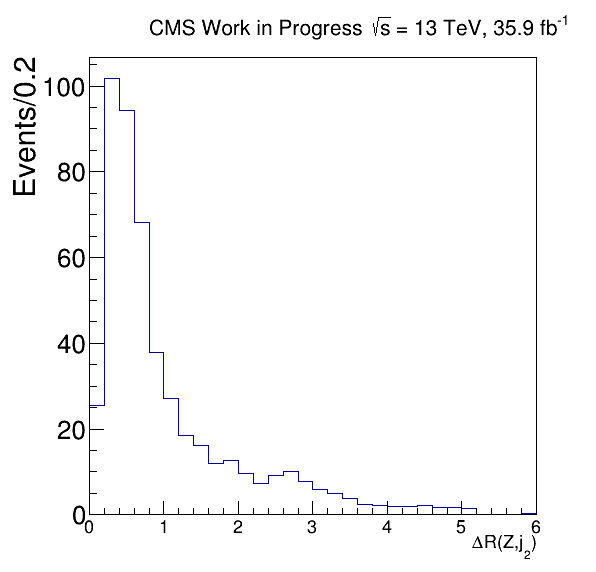 CMS Work in Progress √s = 13 TeV, 35.9 fb⁻¹
Events/0.2
100
80
60
40
20
0
0 1 2 3 4 5 6
ΔR(Z,j₂)